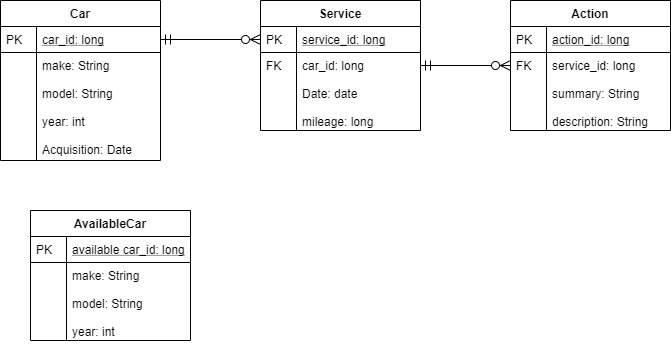 Car
PK car_id: long
make: String
model: String
year: int
Acquisition: Date
Service
PK service_id: long
FK car_id: long
Date: date
mileage: long
Action
PK action_id: long
FK service_id: long
summary: String
description: String
AvailableCar
PK available car_id: long
make: String
model: String
year: int